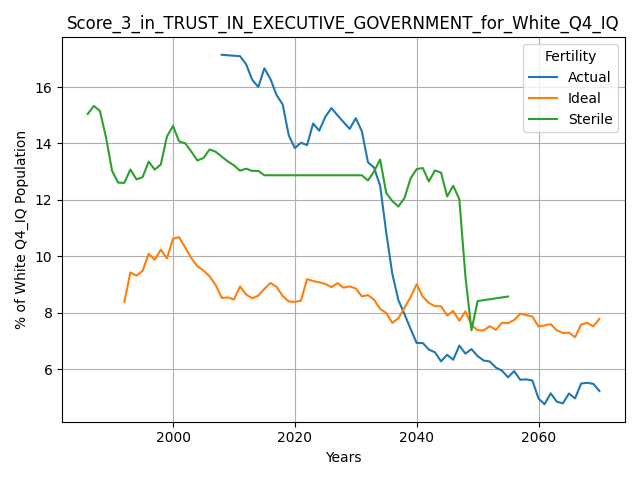 Score_3_in_TRUST_IN_EXECUTIVE_GOVERNMENT_for_White_Q4_IQ
Fertility
Actual
Ideal
Sterile
% of White Q4_IQ Population
16
14
12
10
8
6
2000 2020 2040 2060
Years